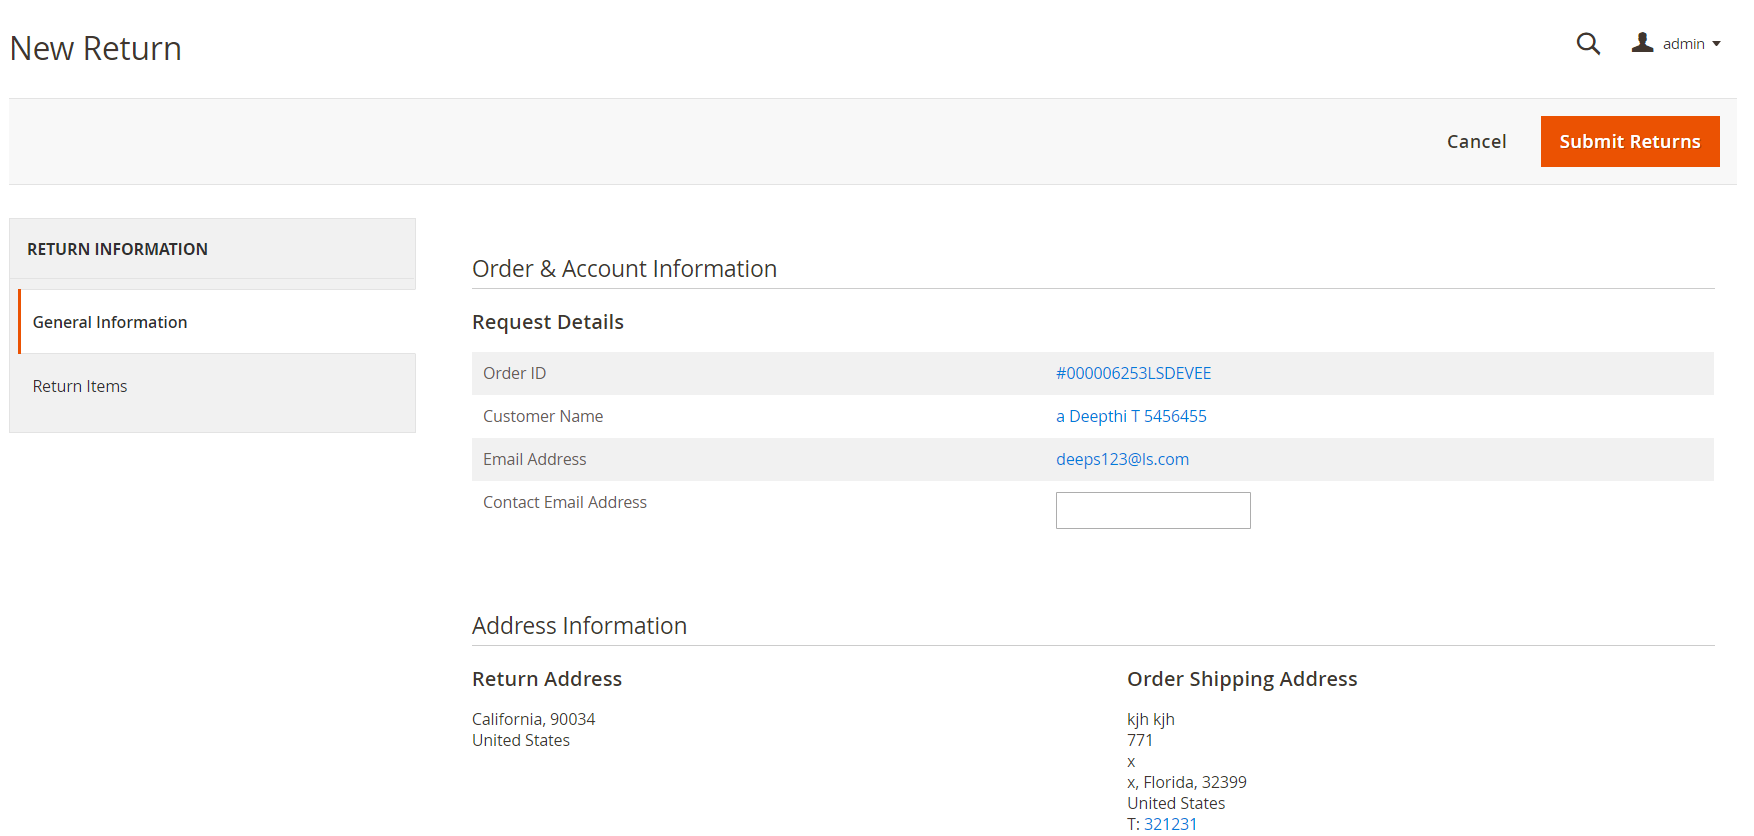 New Return
admin
Cancel
Submit Returns
RETURN INFORMATION
General Information
Return Items
Order & Account Information
Request Details
Order ID #000006253LSDEVEE
Customer Name a Deepthi T 5456455
Email Address deeps123@ls.com
Contact Email Address
Address Information
Return Address
California, 90034
United States
Order Shipping Address
kjh kjh
771
x
x, Florida, 32399
United States
T: 321231